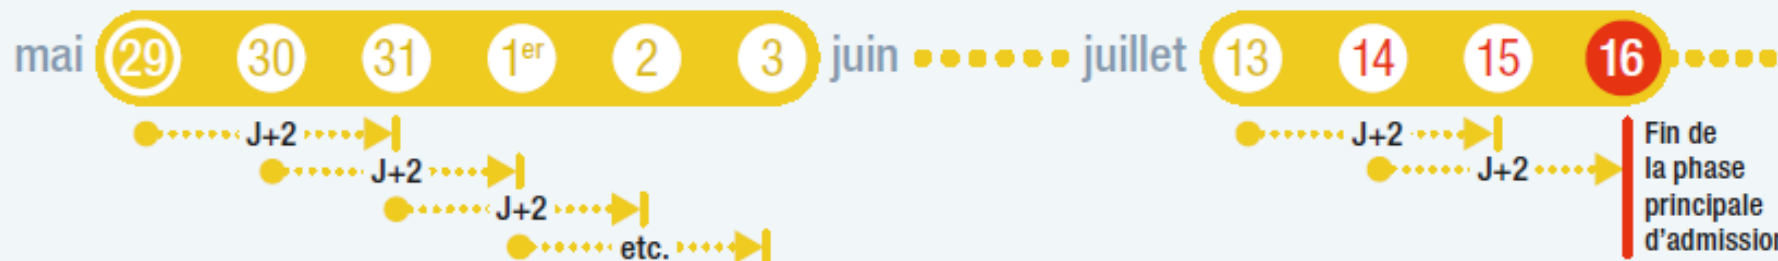 mai 29 30 31 1er 2 3 juin juillet 13 14 15 16
J+2 J+2
J+2 J+2
J+2
etc.
Fin de
la phase
principale
d'admission